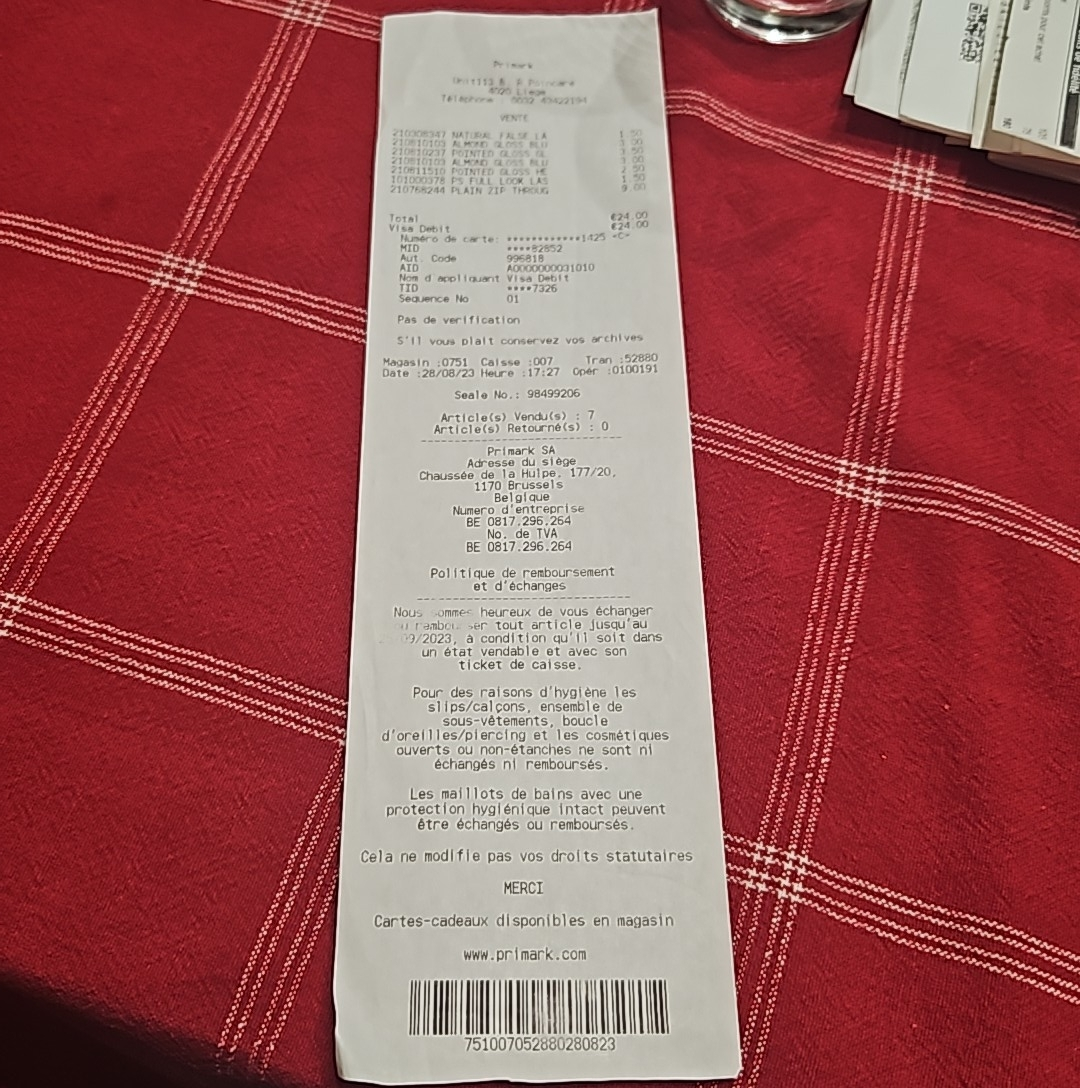 Primark
4020 Liege
VENTE
210308347 NATURAL FALSE LA 1.50
210810103 ALMOND GLOSS BLU 3.00
210810237 POINTED GLOSS GL 3.50
210810103 ALMOND GLOSS BLU 3.00
210811510 POINTED GLOSS HE 2.50
101000378 PS FULL LOOK LAS 1.50
210768244 PLAIN ZIP THROUG 9.00
Total €24.00
Visa Debit €24.00
Numéro de carte: ************1425 <C>
MID ****82852
Aut. Code 996818
AID A0000000031010
Nom d'appliquant Visa Debit
TID ****7326
Sequence No 01
Pas de verification
S'il vous plait conservez vos archives
Magasin :0751 Caisse :007 Tran :52880
Date :28/08/23 Heure :17:27 Opér :0100191
Seale No.: 98499206
Article(s) Vendu(s) : 7
Article(s) Retourné(s) : 0
Primark SA
Adresse du siège
Chaussée de la Hulpe, 177/20,
1170 Brussels
Belgique
Numero d'entreprise
BE 0817.296.264
No. de TVA
BE 0817.296.264
Politique de remboursement
et d'échanges
Nous sommes heureux de vous échanger
tout article jusqu'au
09/2023, à condition qu'il soit dans
un état vendable et avec son
ticket de caisse.
Pour des raisons d'hygiène les
slips/calçons, ensemble de
sous-vêtements, boucle
d'oreilles/piercing et les cosmétiques
ouverts ou non-étanches ne sont ni
échangés ni remboursés.
Les maillots de bains avec une
protection hygiénique intact peuvent
être échangés ou remboursés.
Cela ne modifie pas vos droits statutaires
MERCI
Cartes-cadeaux disponibles en magasin
www.primark.com
751007052880280823